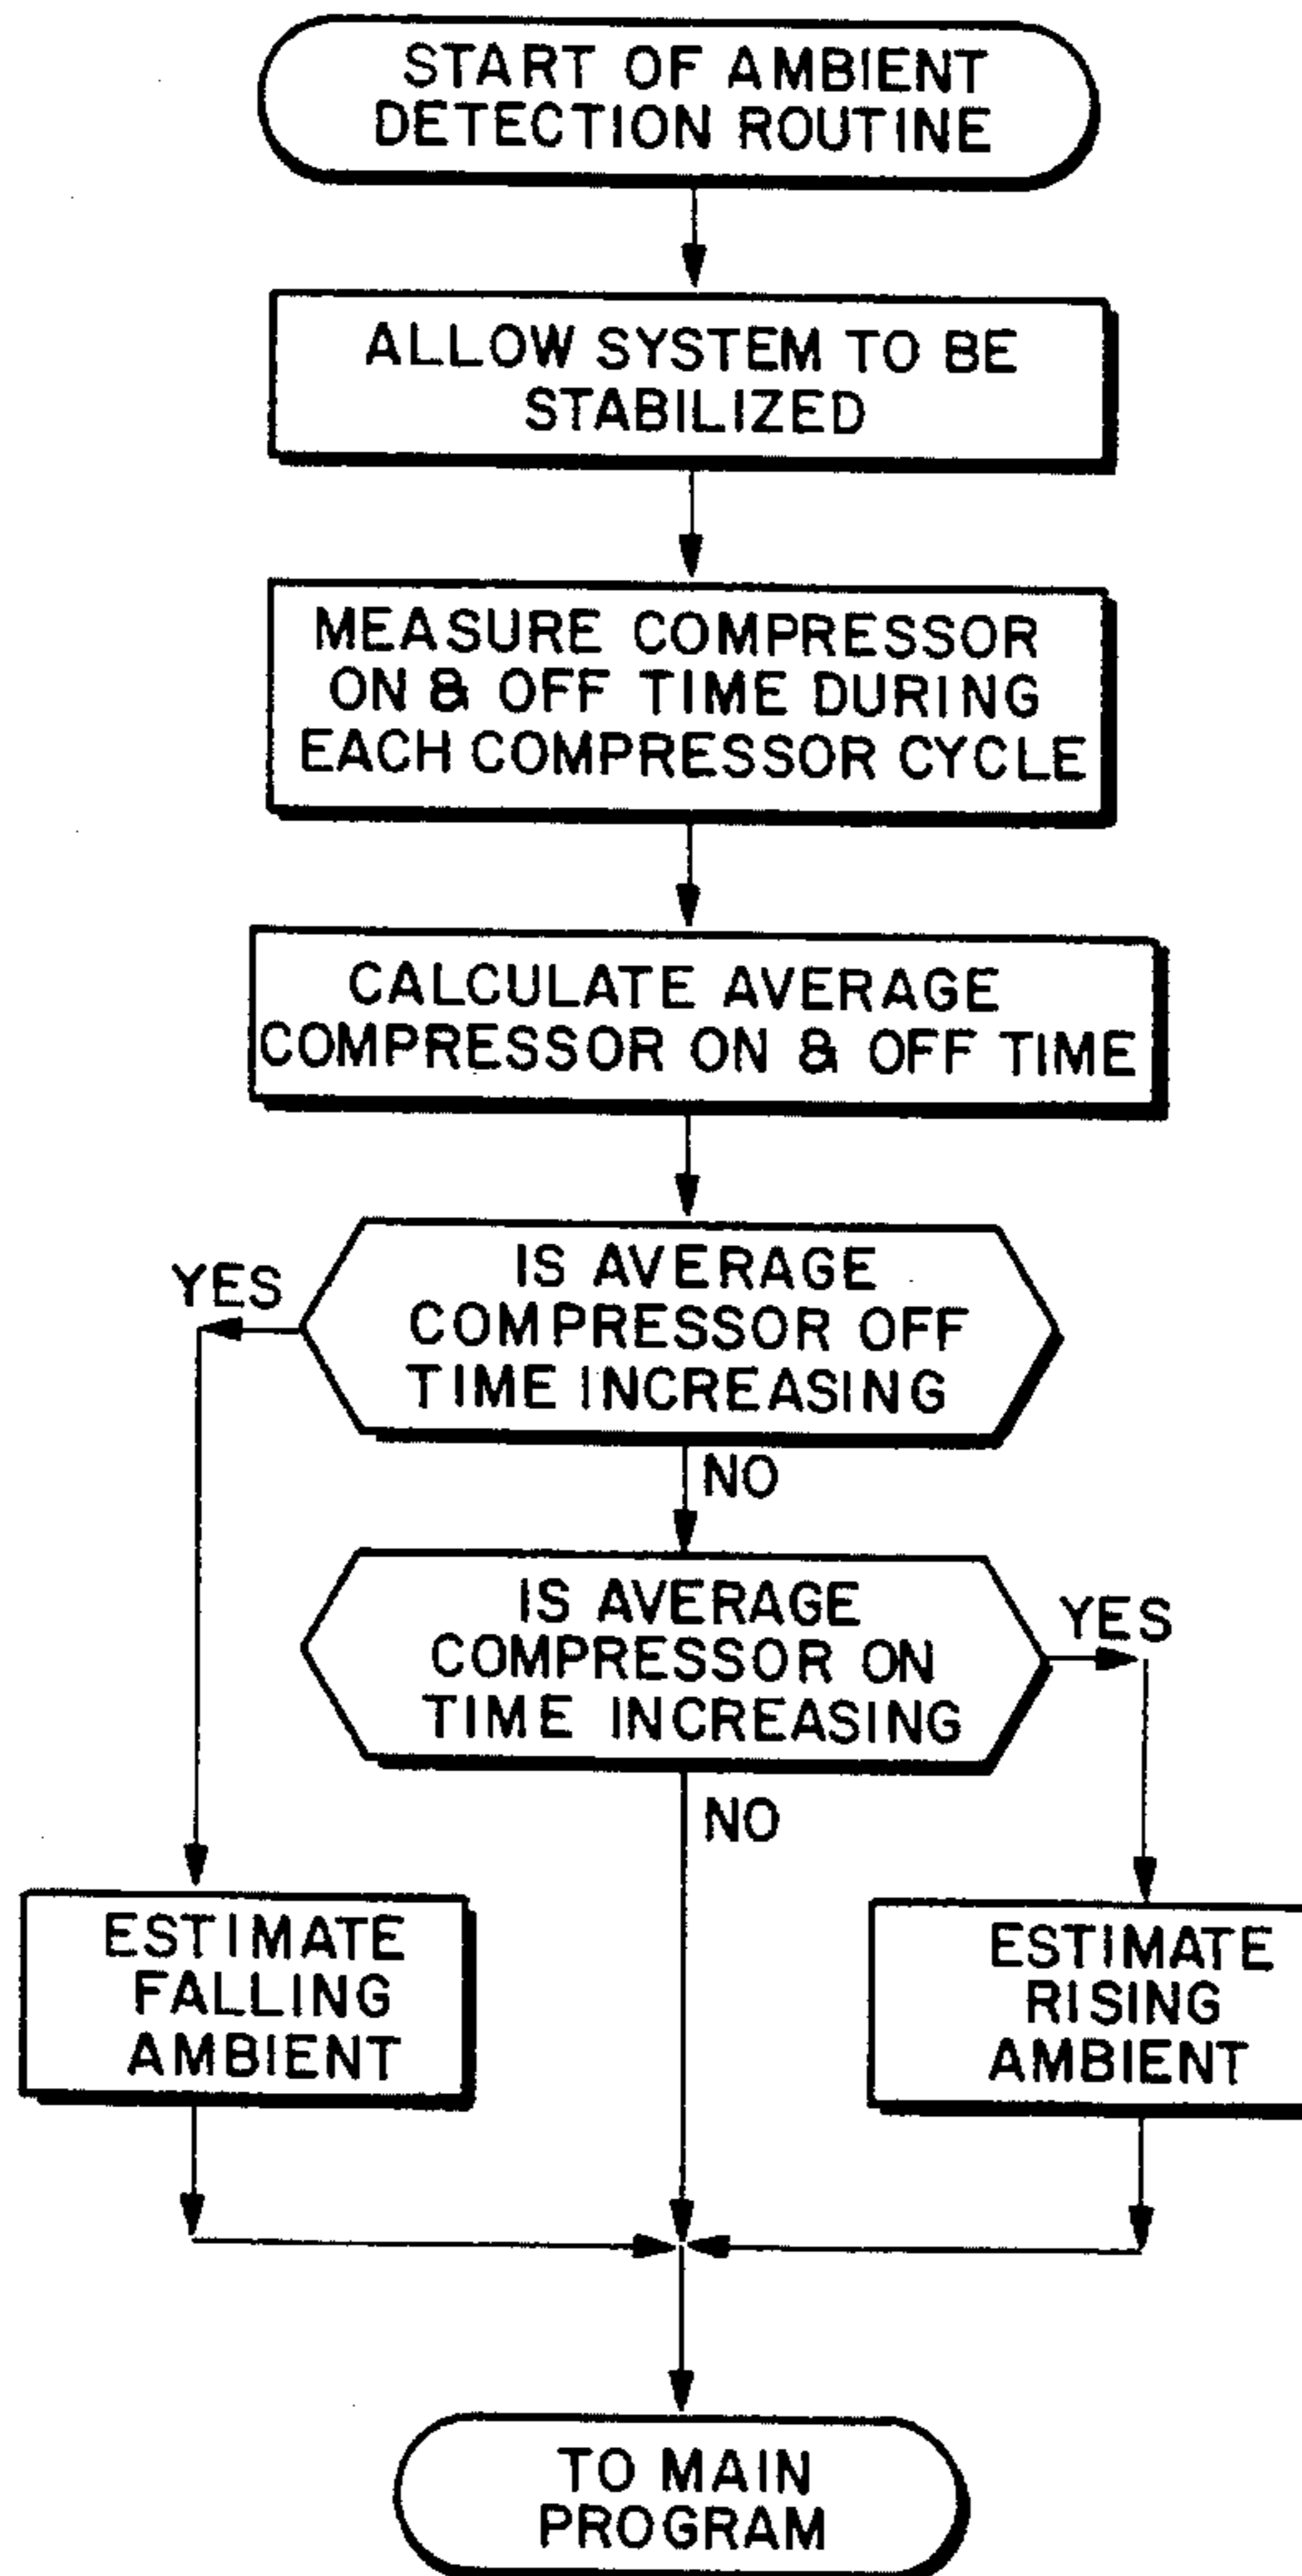 START OF AMBIENT
DETECTION ROUTINE
ALLOW SYSTEM TO BE
STABILIZED
MEASURE COMPRESSOR
ON & OFF TIME DURING
EACH COMPRESSOR CYCLE
CALCULATE AVERAGE
COMPRESSOR ON & OFF TIME
YES
IS AVERAGE
COMPRESSOR OFF
TIME INCREASING
NO
IS AVERAGE
COMPRESSOR ON
TIME INCREASING
YES
NO
ESTIMATE
FALLING
AMBIENT
ESTIMATE
RISING
AMBIENT
TO MAIN
PROGRAM